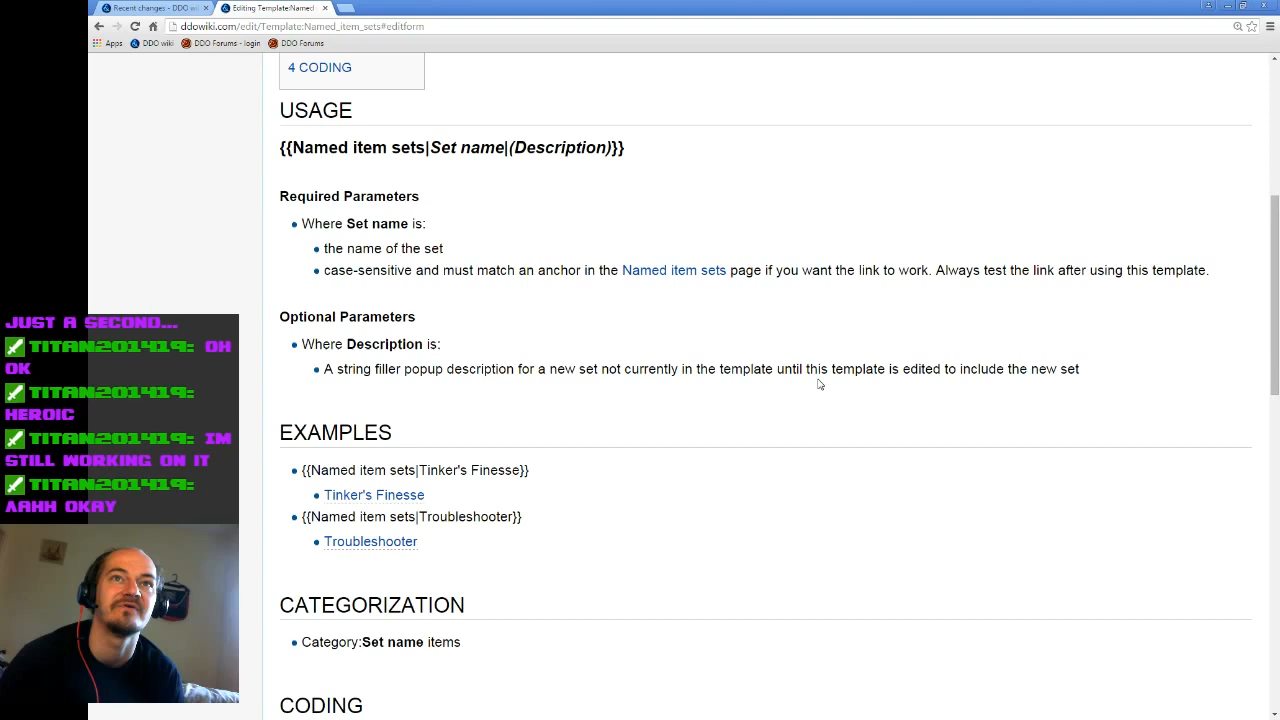 Recent changes - DDO wi
Editing Template:Named
ddowiki.com/edit/Template:Named_item_sets#editform
Apps
DDO wiki
DDO Forums - login
DDO Forums
4 CODING
USAGE
{{Named item sets|Set name|(Description)}}
Required Parameters
Where Set name is:
the name of the set
case-sensitive and must match an anchor in the Named item sets page if you want the link to work. Always test the link after using this template.
Optional Parameters
Where Description is:
A string filler popup description for a new set not currently in the template until this template is edited to include the new set
EXAMPLES
{{Named item sets|Tinker's Finesse}}
Tinker's Finesse
{{Named item sets|Troubleshooter}}
Troubleshooter
CATEGORIZATION
Category:Set name items
CODING
JUST A SECOND...
TITAN201419: OH
OK
TITAN201419:
HEROIC
TITAN201419: IM
STILL WORKING ON IT
TITAN201419:
AAHH OKAY